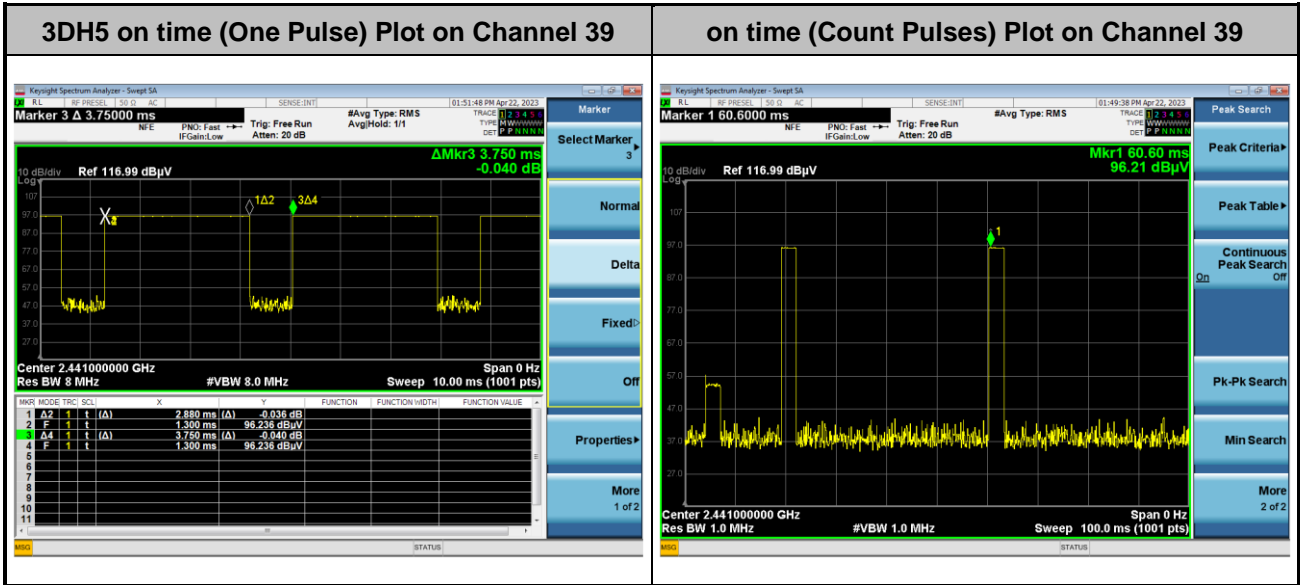 3DH5 on time (One Pulse) Plot on Channel 39
on time (Count Pulses) Plot on Channel 39
Keysight Spectrum Analyzer - Swept SA
RL RF PRESEL 50 Ω AC SENSE:INT 01:51:48 PM Apr 22, 2023
Marker 3 Δ 3.75000 ms
NFE
PNO: Fast
IFGain:Low
Trig: Free Run
Atten: 20 dB
#Avg Type: RMS
Avg|Hold: 1/1
TRACE 1 2 3 4 5 6
TYPE M W W W W W
DET P P N N N N
ΔMkr3 3.750 ms
-0.040 dB
10 dB/div Ref 116.99 dBµV
Log
107
97.0
87.0
77.0
67.0
57.0
47.0
37.0
27.0
1Δ2
3Δ4
X
Center 2.441000000 GHz Span 0 Hz
Res BW 8 MHz #VBW 8.0 MHz Sweep 10.00 ms (1001 pts)
MKR MODE TRC SCL X Y FUNCTION FUNCTION WIDTH FUNCTION VALUE
1 Δ2 1 t (Δ) 2.880 ms (Δ) -0.036 dB
2 F 1 t 1.300 ms 96.236 dBµV
3 Δ4 1 t (Δ) 3.750 ms (Δ) -0.040 dB
4 F 1 t 1.300 ms 96.236 dBµV
5
6
7
8
9
10
11
MSG STATUS
Marker
Select Marker
3
Normal
Delta
Fixed
Off
Properties
More
1 of 2
Keysight Spectrum Analyzer - Swept SA
RL RF PRESEL 50 Ω AC SENSE:INT 01:49:38 PM Apr 22, 2023
Marker 1 60.6000 ms
NFE
PNO: Fast
IFGain:Low
Trig: Free Run
Atten: 20 dB
#Avg Type: RMS
TRACE 1 2 3 4 5 6
TYPE W W W W W W
DET P P N N N N
Mkr1 60.60 ms
96.21 dBµV
10 dB/div Ref 116.99 dBµV
Log
107
97.0
87.0
77.0
67.0
57.0
47.0
37.0
27.0
1
Center 2.441000000 GHz Span 0 Hz
Res BW 1.0 MHz #VBW 1.0 MHz Sweep 100.0 ms (1001 pts)
MSG STATUS
Peak Search
Peak Criteria
Peak Table
Continuous
Peak Search
On Off
Pk-Pk Search
Min Search
More
2 of 2